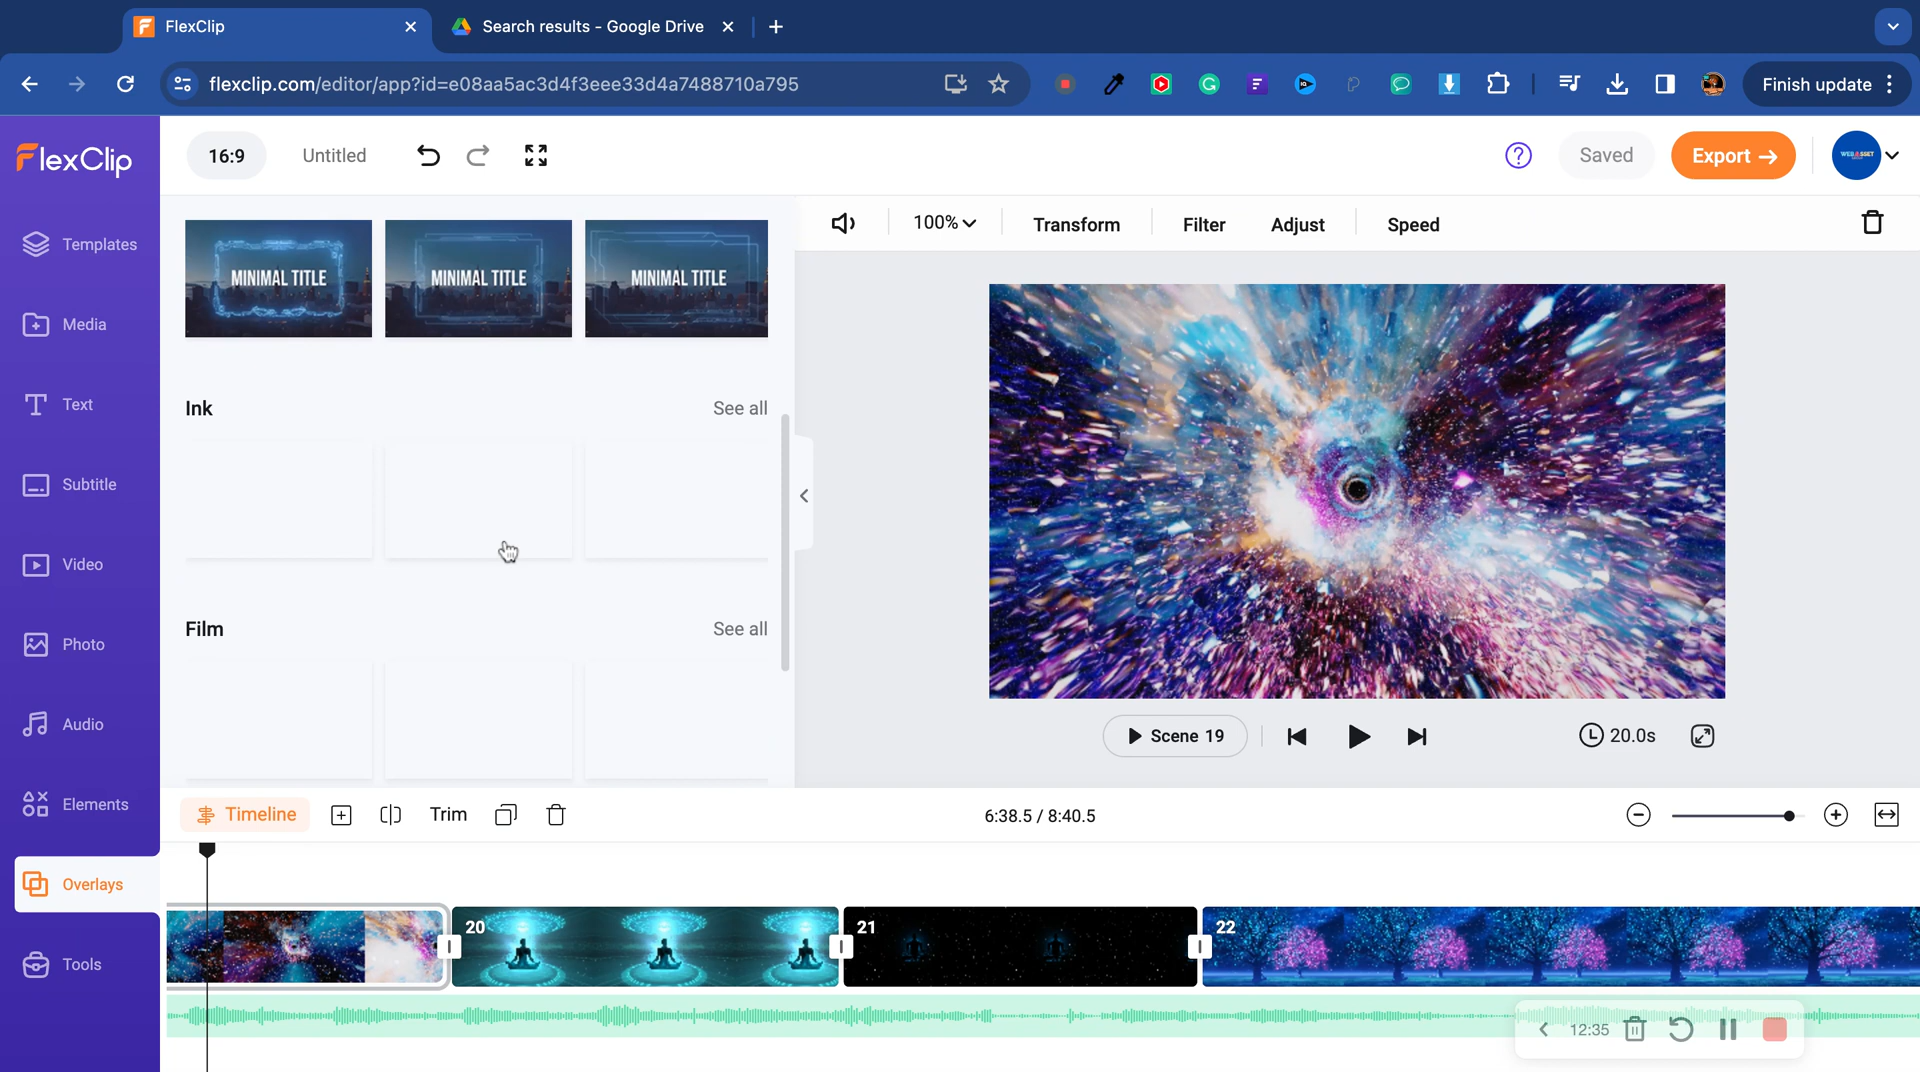 FlexClip
Search results - Google Drive
flexclip.com/editor/app?id=e08aa5ac3d4f3eee33d4a7488710a795
Finish update
FlexClip
16:9
Untitled
Saved
Export
WEB ASSET
Templates
Media
Text
Subtitle
Video
Photo
Audio
Elements
Overlays
Tools
MINIMAL TITLE
MINIMAL TITLE
MINIMAL TITLE
Ink
See all
Film
See all
100%
Transform
Filter
Adjust
Speed
Scene 19
20.0s
Timeline
Trim
6:38.5 / 8:40.5
20
21
22
12:35